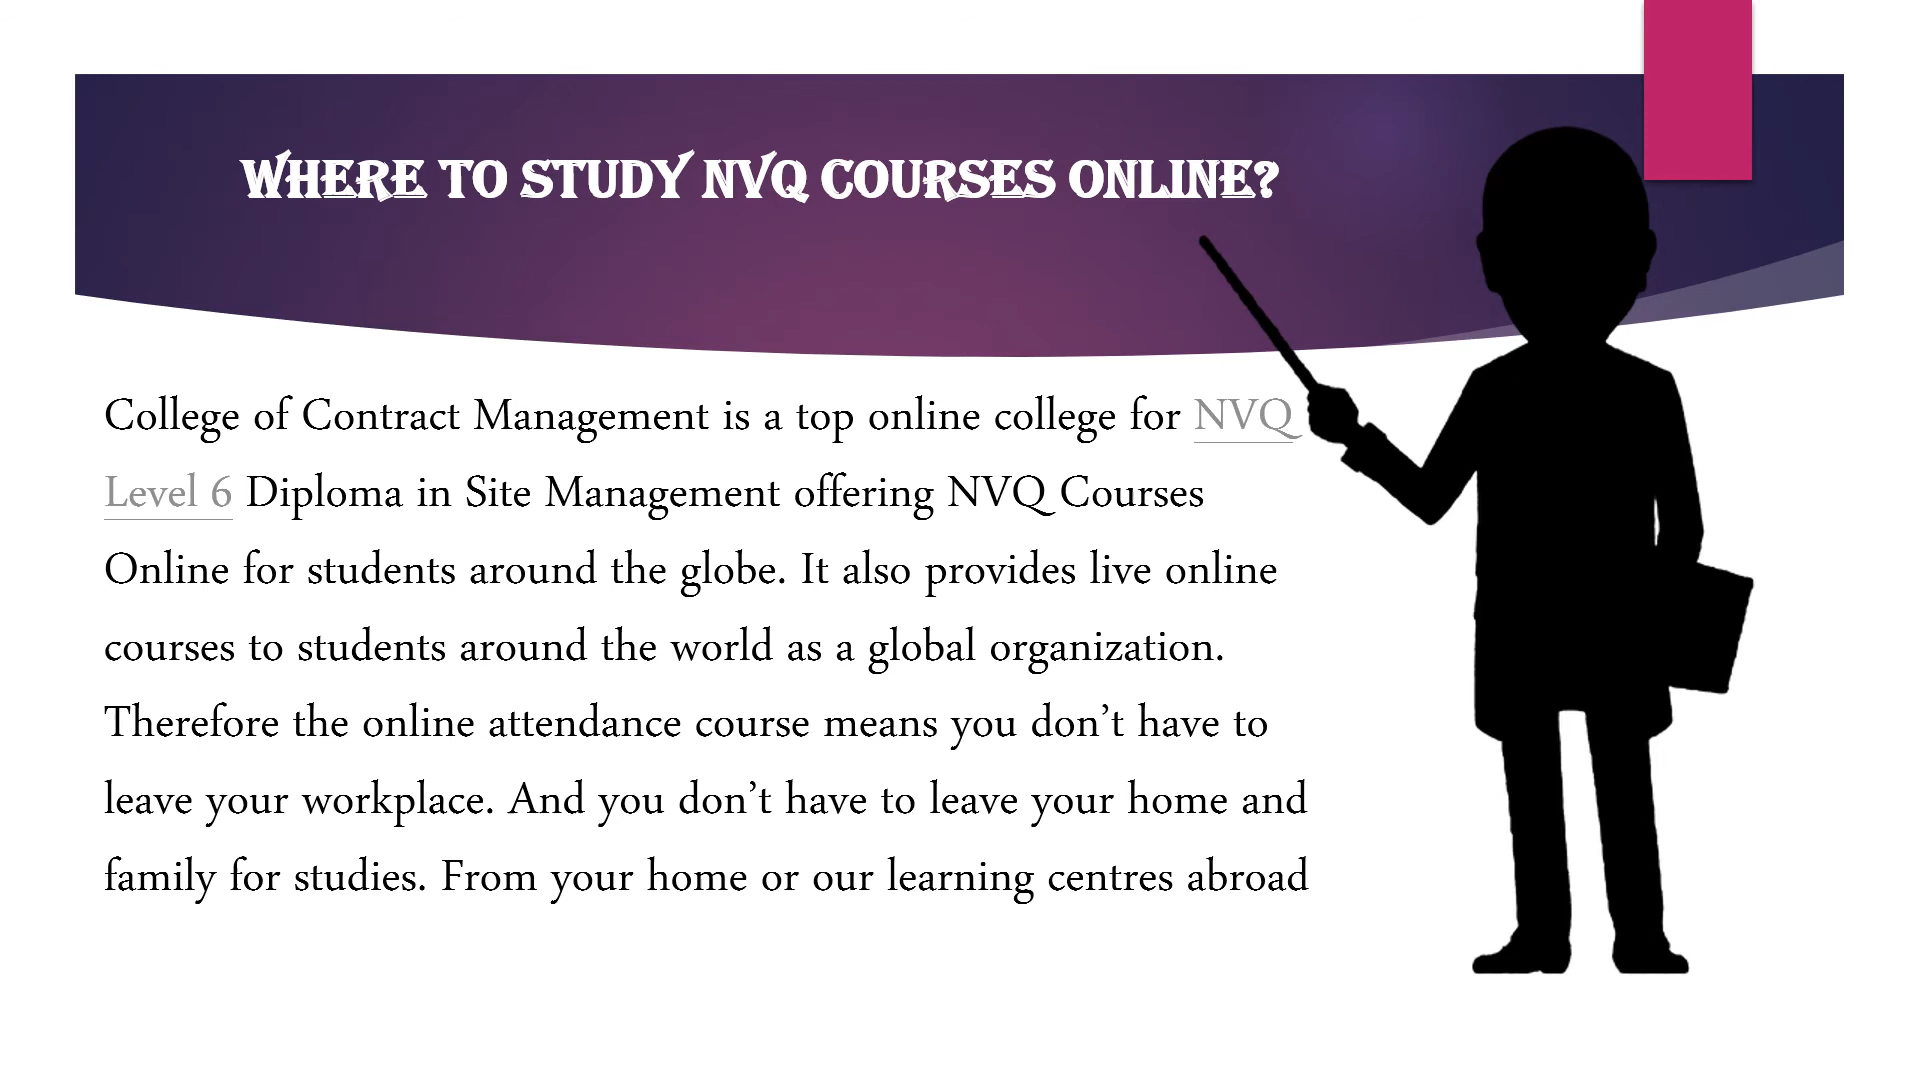 WHERE TO STUDY NVQ COURSES ONLINE?
College of Contract Management is a top online college for NVQ
Level 6 Diploma in Site Management offering NVQ Courses
Online for students around the globe. It also provides live online
courses to students around the world as a global organization.
Therefore the online attendance course means you don’t have to
leave your workplace. And you don’t have to leave your home and
family for studies. From your home or our learning centres abroad